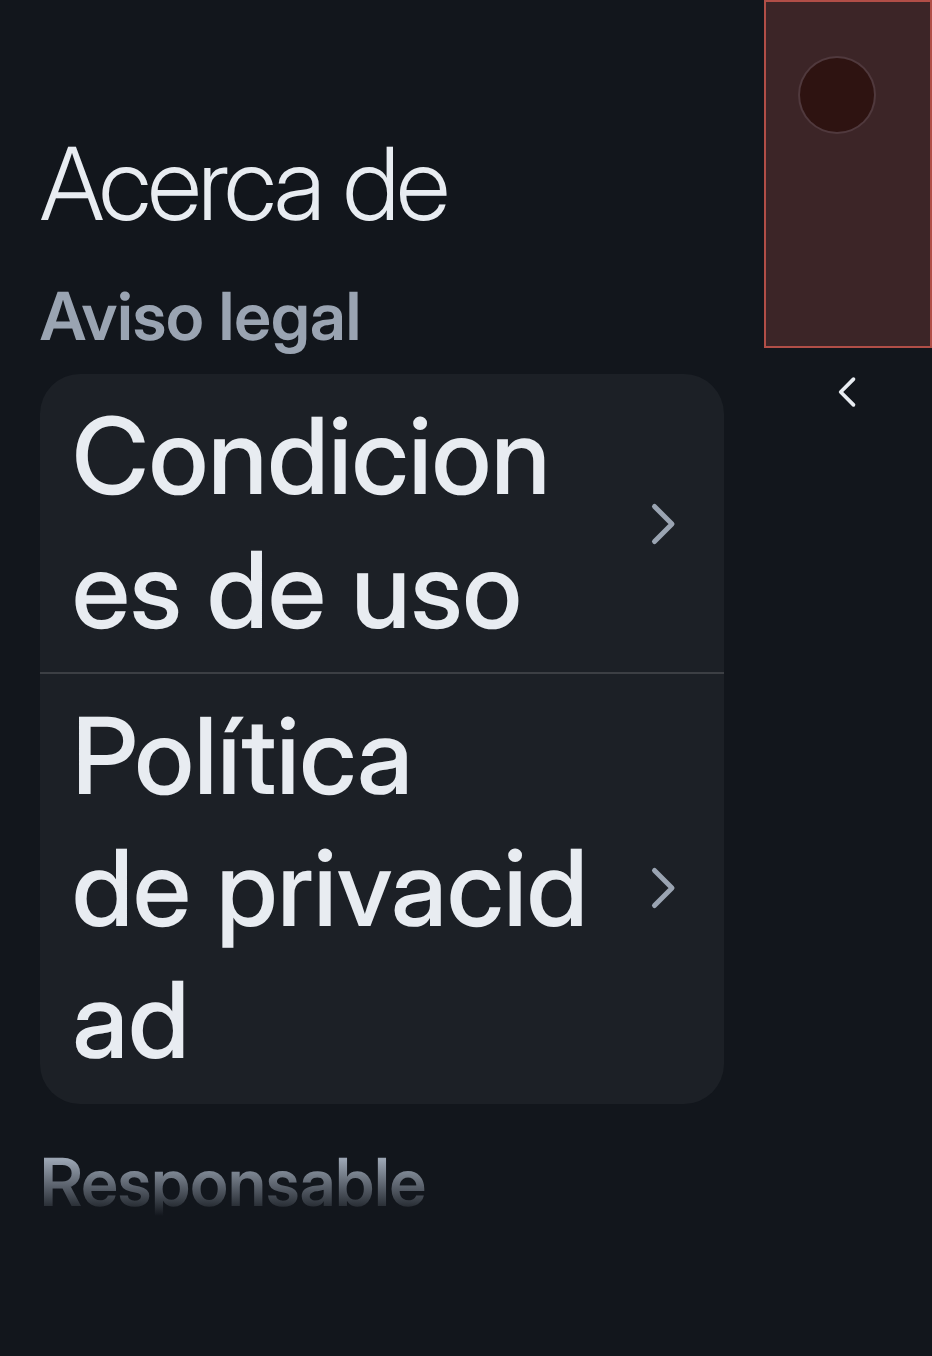 Acerca de
Aviso legal
Condicion
es de uso
Política
de privacid
ad
Responsable